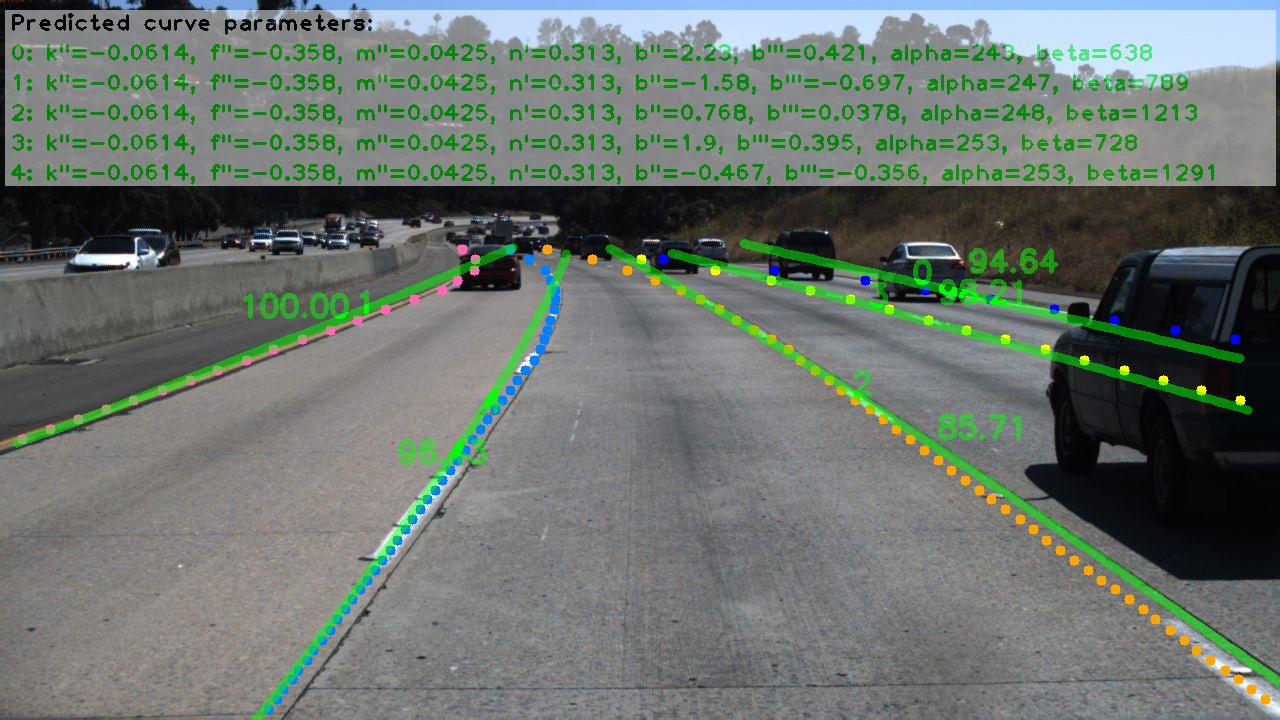 Predicted curve parameters:
0: k''=-0.0614, f''=-0.358, m''=0.0425, n'=0.313, b''=2.23, b'''=0.421, alpha=243, beta=638
1: k''=-0.0614, f''=-0.358, m''=0.0425, n'=0.313, b''=-1.58, b'''=-0.697, alpha=247, beta=789
2: k''=-0.0614, f''=-0.358, m''=0.0425, n'=0.313, b''=0.768, b'''=0.0378, alpha=248, beta=1213
3: k''=-0.0614, f''=-0.358, m''=0.0425, n'=0.313, b''=1.9, b'''=0.395, alpha=253, beta=728
4: k''=-0.0614, f''=-0.358, m''=0.0425, n'=0.313, b''=-0.467, b'''=-0.356, alpha=253, beta=1291
0 94.64
3 98.21
100.00 1
2
85.71